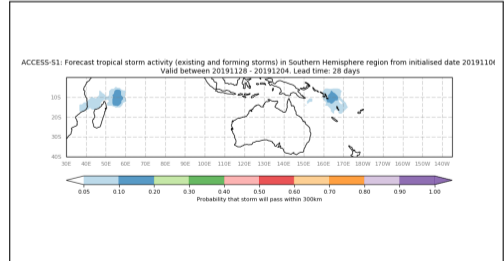 ACCESS-S1: Forecast tropical storm activity (existing and forming storms) in Southern Hemisphere region from initialised date 2019110
Valid between 20191128 - 20191204. Lead time: 28 days
10S
20S
30S
40S
30E 40E 50E 60E 70E 80E 90E 100E 110E 120E 130E 140E 150E 160E 170E 180W 170W 160W 150W 140W
0.05 0.10 0.20 0.30 0.40 0.50 0.60 0.70 0.80 0.90 1.00
Probability that storm will pass within 300km